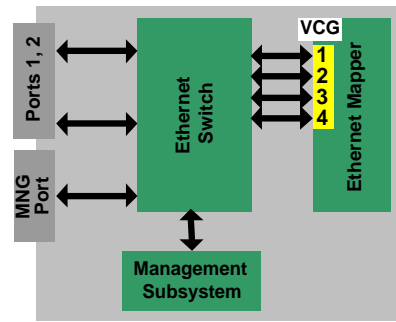 Ports 1, 2
MNG
Port
Ethernet
Switch
VCG
1
2
3
4
Ethernet Mapper
Management
Subsystem